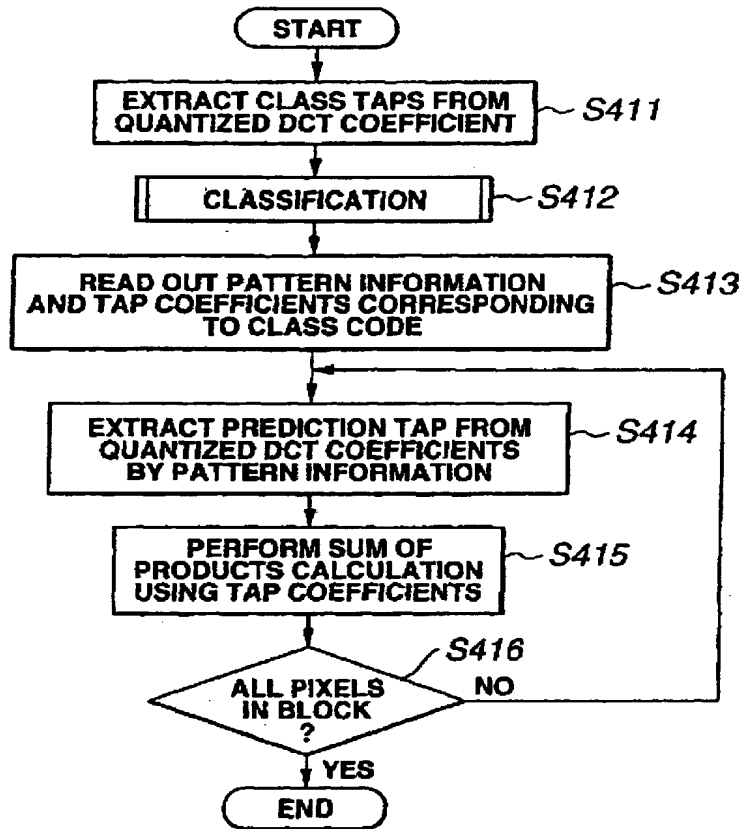 START
EXTRACT CLASS TAPS FROM
QUANTIZED DCT COEFFICIENT
S411
CLASSIFICATION
S412
READ OUT PATTERN INFORMATION
AND TAP COEFFICIENTS CORRESPONDING
TO CLASS CODE
S413
EXTRACT PREDICTION TAP FROM
QUANTIZED DCT COEFFICIENTS
BY PATTERN INFORMATION
S414
PERFORM SUM OF
PRODUCTS CALCULATION
USING TAP COEFFICIENTS
S415
S416
ALL PIXELS
IN BLOCK
?
NO
YES
END